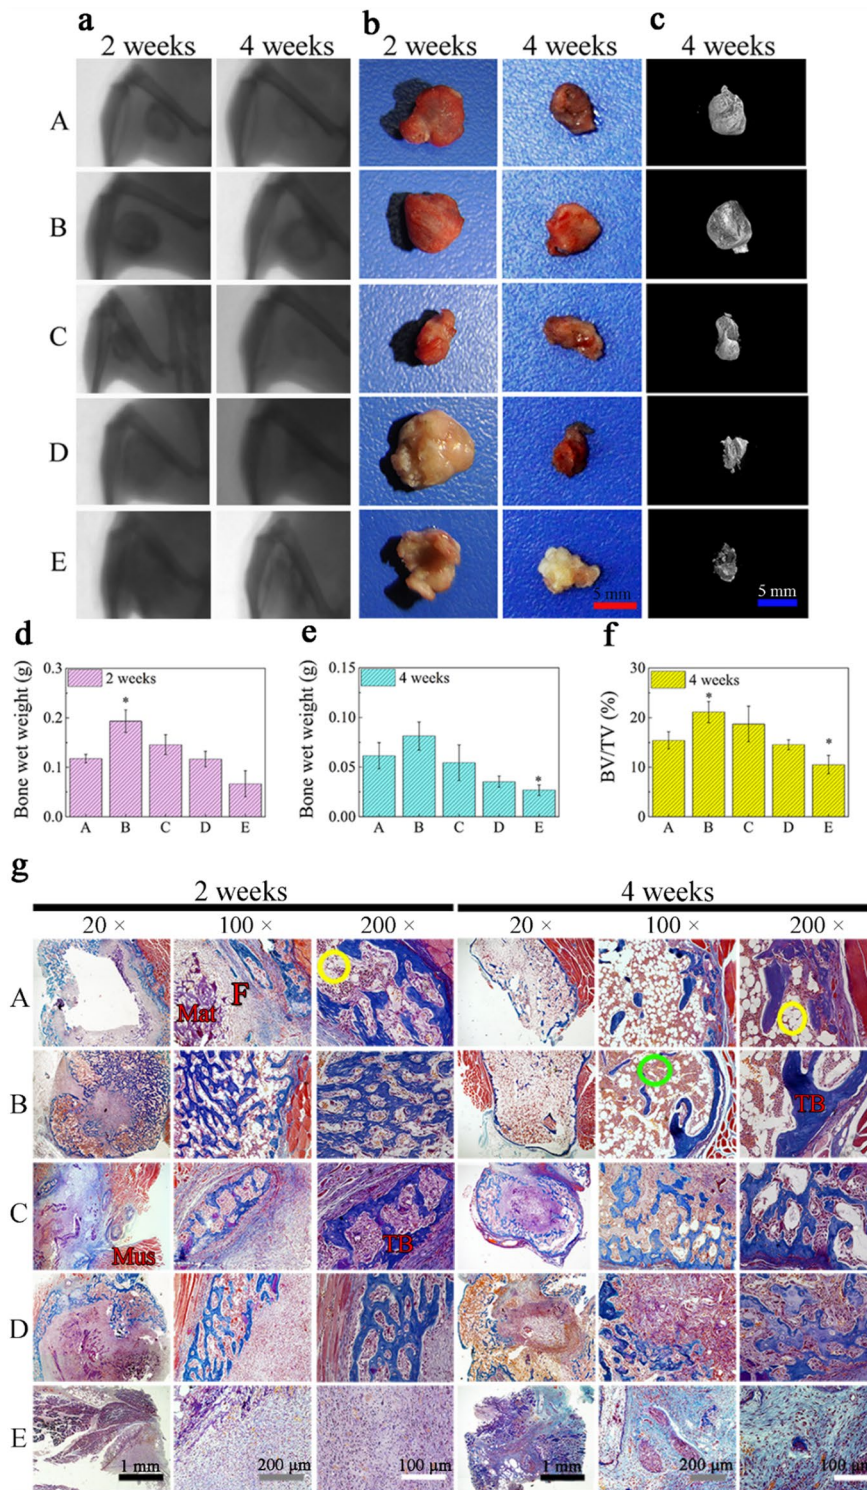 a b c
2 weeks 4 weeks 2 weeks 4 weeks 4 weeks
A
B
C
D
E
5 mm 5 mm
d e f
0.3
0.2
0.1
0.0
Bone wet weight (g)
2 weeks
*
A B C D E
0.15
0.10
0.05
0.00
Bone wet weight (g)
4 weeks
*
A B C D E
30
20
10
0
BV/TV (%)
4 weeks
*
*
A B C D E
g
2 weeks 4 weeks
20 × 100 × 200 × 20 × 100 × 200 ×
A
Mat F
B
TB
C
Mus TB
D
E
1 mm 200 μm 100 μm 1 mm 200 μm 100 μm